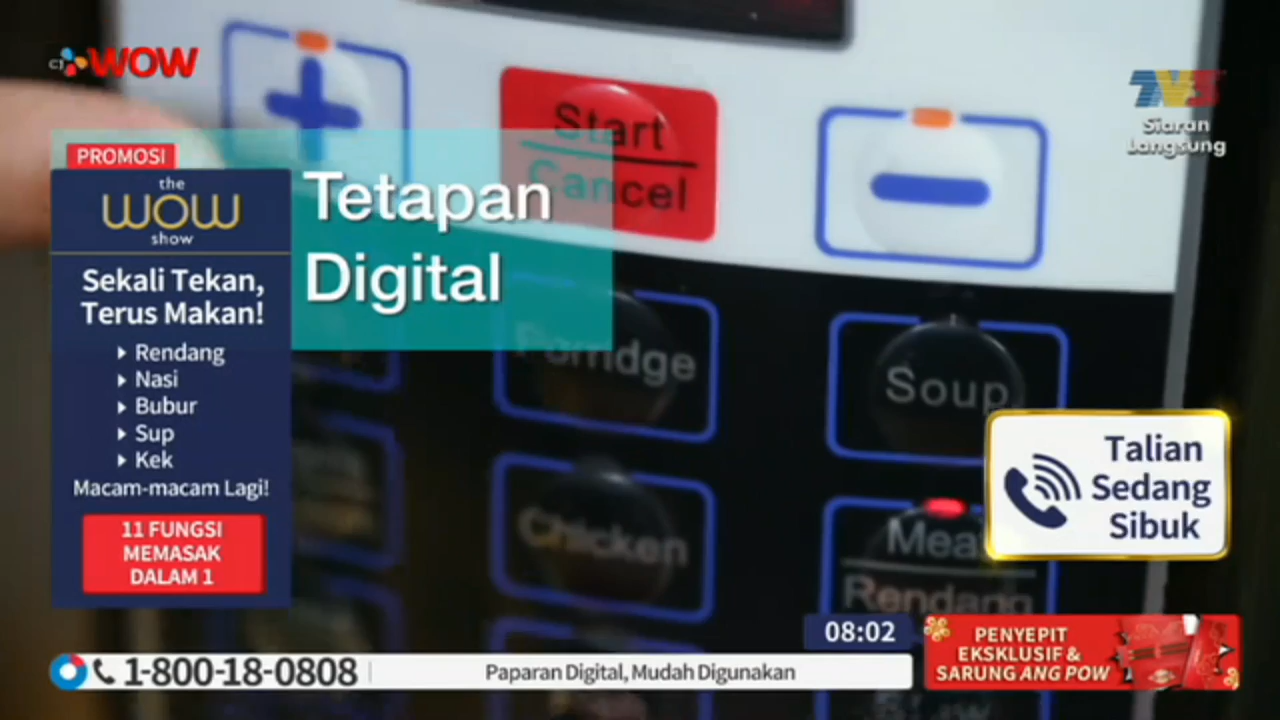 CJ WOW
TV3
Siaran
Langsung
Start
Cancel
PROMOSI
the
WOW
show
Sekali Tekan,
Terus Makan!
Rendang
Nasi
Bubur
Sup
Kek
Macam-macam Lagi!
11 FUNGSI
MEMASAK
DALAM 1
Tetapan
Digital
Porridge
Soup
Chicken
Meat
Rendang
Talian
Sedang
Sibuk
08:02
1-800-18-0808
Paparan Digital, Mudah Digunakan
PENYEPIT
EKSKLUSIF &
SARUNG ANG POW